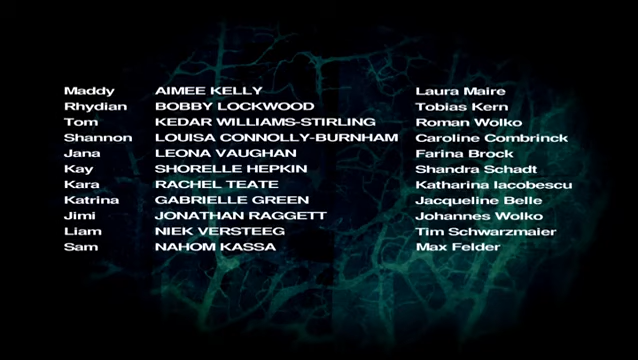 Maddy AIMEE KELLY Laura Maire
Rhydian BOBBY LOCKWOOD Tobias Kern
Tom KEDAR WILLIAMS-STIRLING Roman Wolko
Shannon LOUISA CONNOLLY-BURNHAM Caroline Combrinck
Jana LEONA VAUGHAN Farina Brock
Kay SHORELLE HEPKIN Shandra Schadt
Kara RACHEL TEATE Katharina Iacobescu
Katrina GABRIELLE GREEN Jacqueline Belle
Jimi JONATHAN RAGGETT Johannes Wolko
Liam NIEK VERSTEEG Tim Schwarzmaier
Sam NAHOM KASSA Max Felder